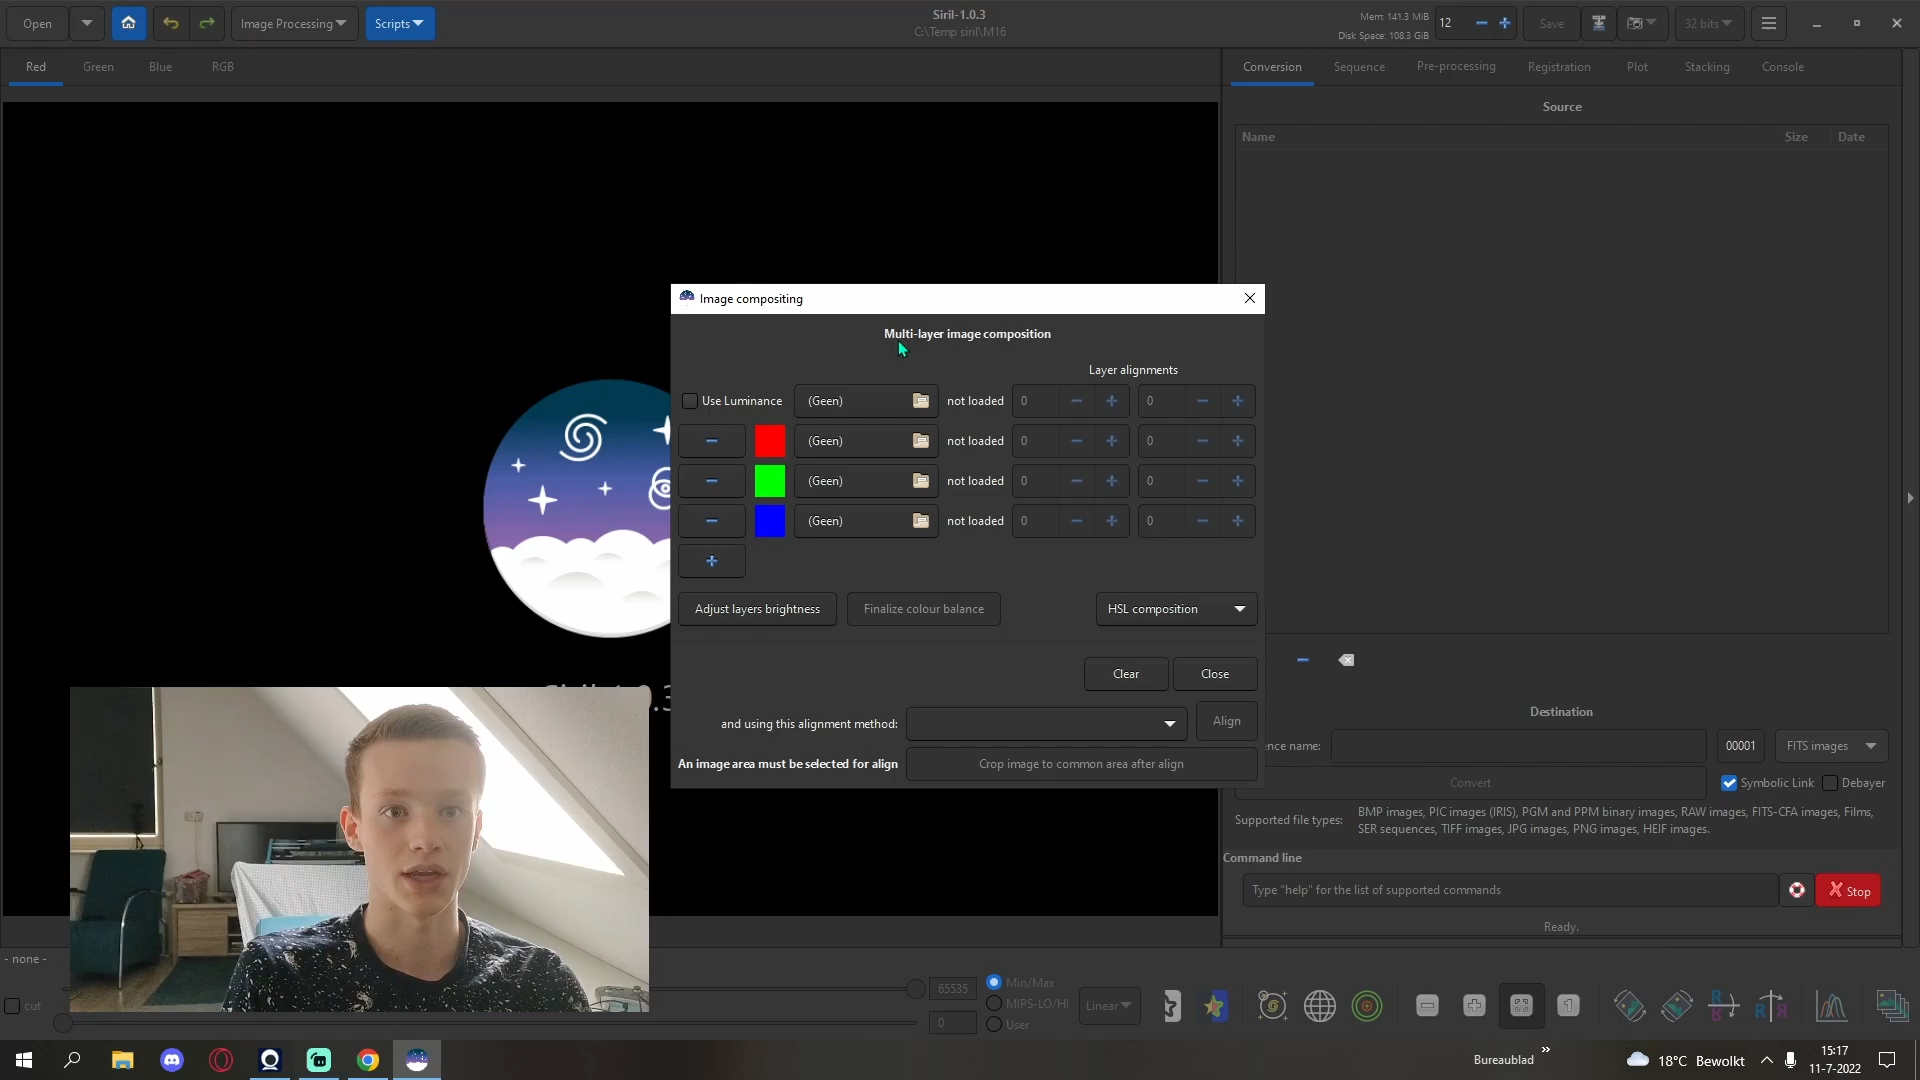 Open
Image Processing
Scripts
Siril-1.0.3
C:\Temp siril\M16
Mem: 141.3 MiB
Disk Space: 108.3 GiB
12
Save
32 bits
Red
Green
Blue
RGB
Conversion
Sequence
Pre-processing
Registration
Plot
Stacking
Console
Source
Name
Size
Date
Image compositing
Multi-layer image composition
Layer alignments
Use Luminance
(Geen)
not loaded
0
0
(Geen)
not loaded
0
0
(Geen)
not loaded
0
0
(Geen)
not loaded
0
0
Adjust layers brightness
Finalize colour balance
HSL composition
Clear
Close
and using this alignment method:
Align
An image area must be selected for align
Crop image to common area after align
Destination
ence name:
00001
FITS images
Convert
Symbolic Link
Debayer
Supported file types:
BMP images, PIC images (IRIS), PGM and PPM binary images, RAW images, FITS-CFA images, Films,
SER sequences, TIFF images, JPG images, PNG images, HEIF images.
Command line
Type "help" for the list of supported commands
Stop
Ready.
- none -
cut
65535
0
Min/Max
MIPS-LO/HI
User
Linear
1
R
R
R
R
Bureaublad
18°C Bewolkt
15:17
11-7-2022